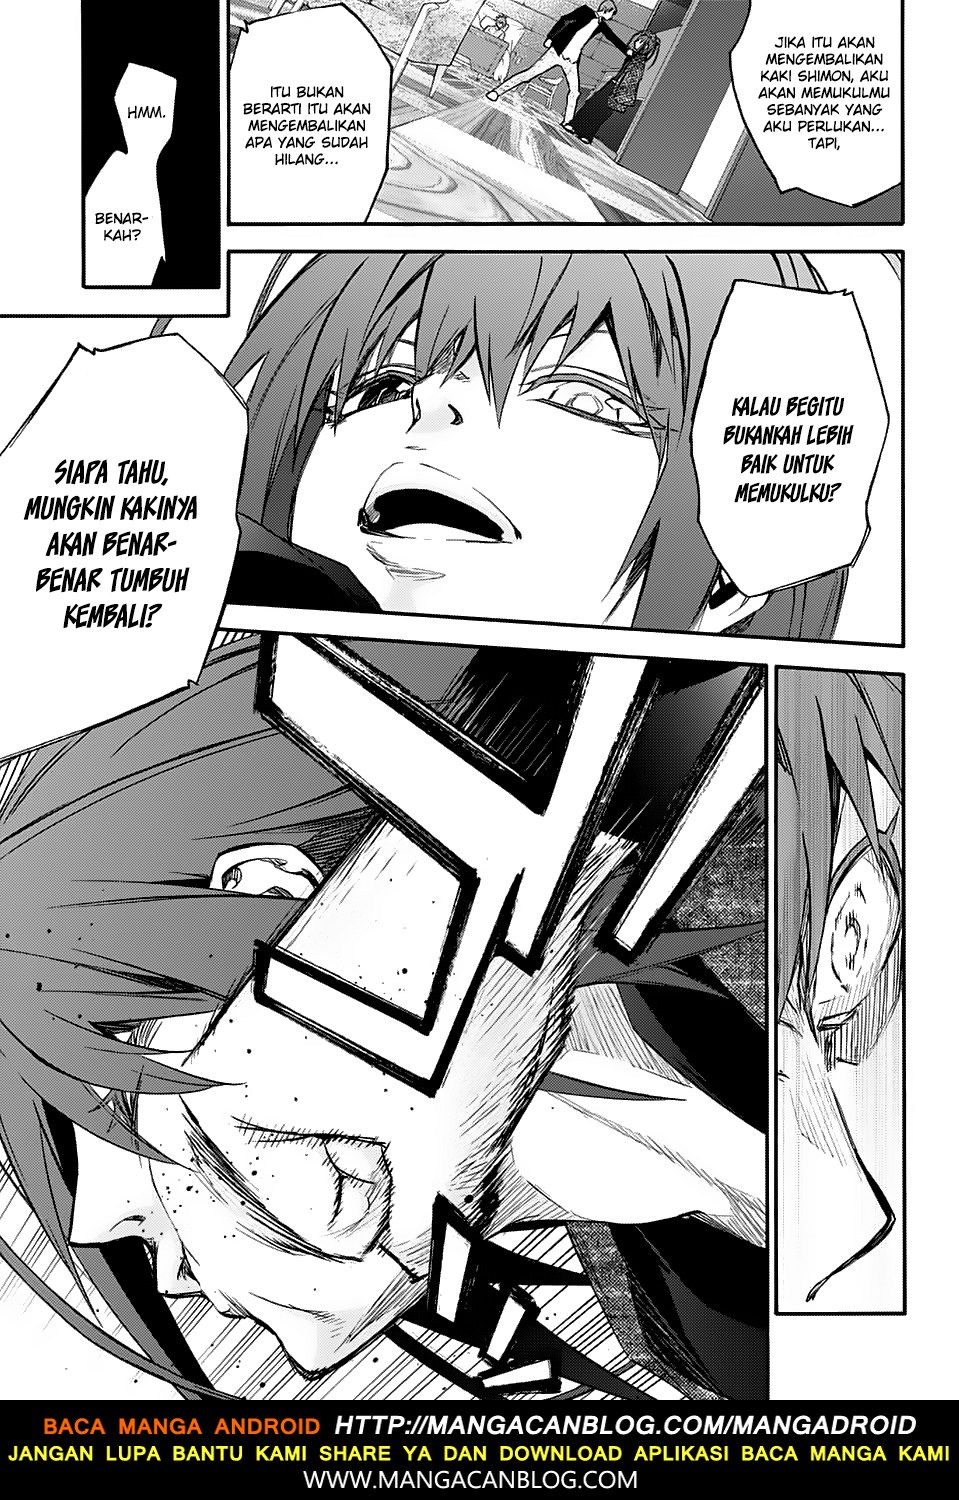 JIKA ITU AKAN
MENGEMBALIKAN
KAKI SHIMON, AKU
AKAN MEMUKULMU
SEBANYAK YANG
AKU PERLUKAN...
TAPI,
ITU BUKAN
BERARTI ITU AKAN
MENGEMBALIKAN
APA YANG SUDAH
HILANG...
HMM.
BENAR-
KAH?
KALAU BEGITU
BUKANKAH LEBIH
BAIK UNTUK
MEMUKULKU?
SIAPA TAHU,
MUNGKIN KAKINYA
AKAN BENAR-
BENAR TUMBUH
KEMBALI?
BACA MANGA ANDROID HTTP://MANGACANBLOG.COM/MANGADROID
JANGAN LUPA BANTU KAMI SHARE YA DAN DOWNLOAD APLIKASI BACA MANGA KAMI
WWW.MANGACANBLOG.COM